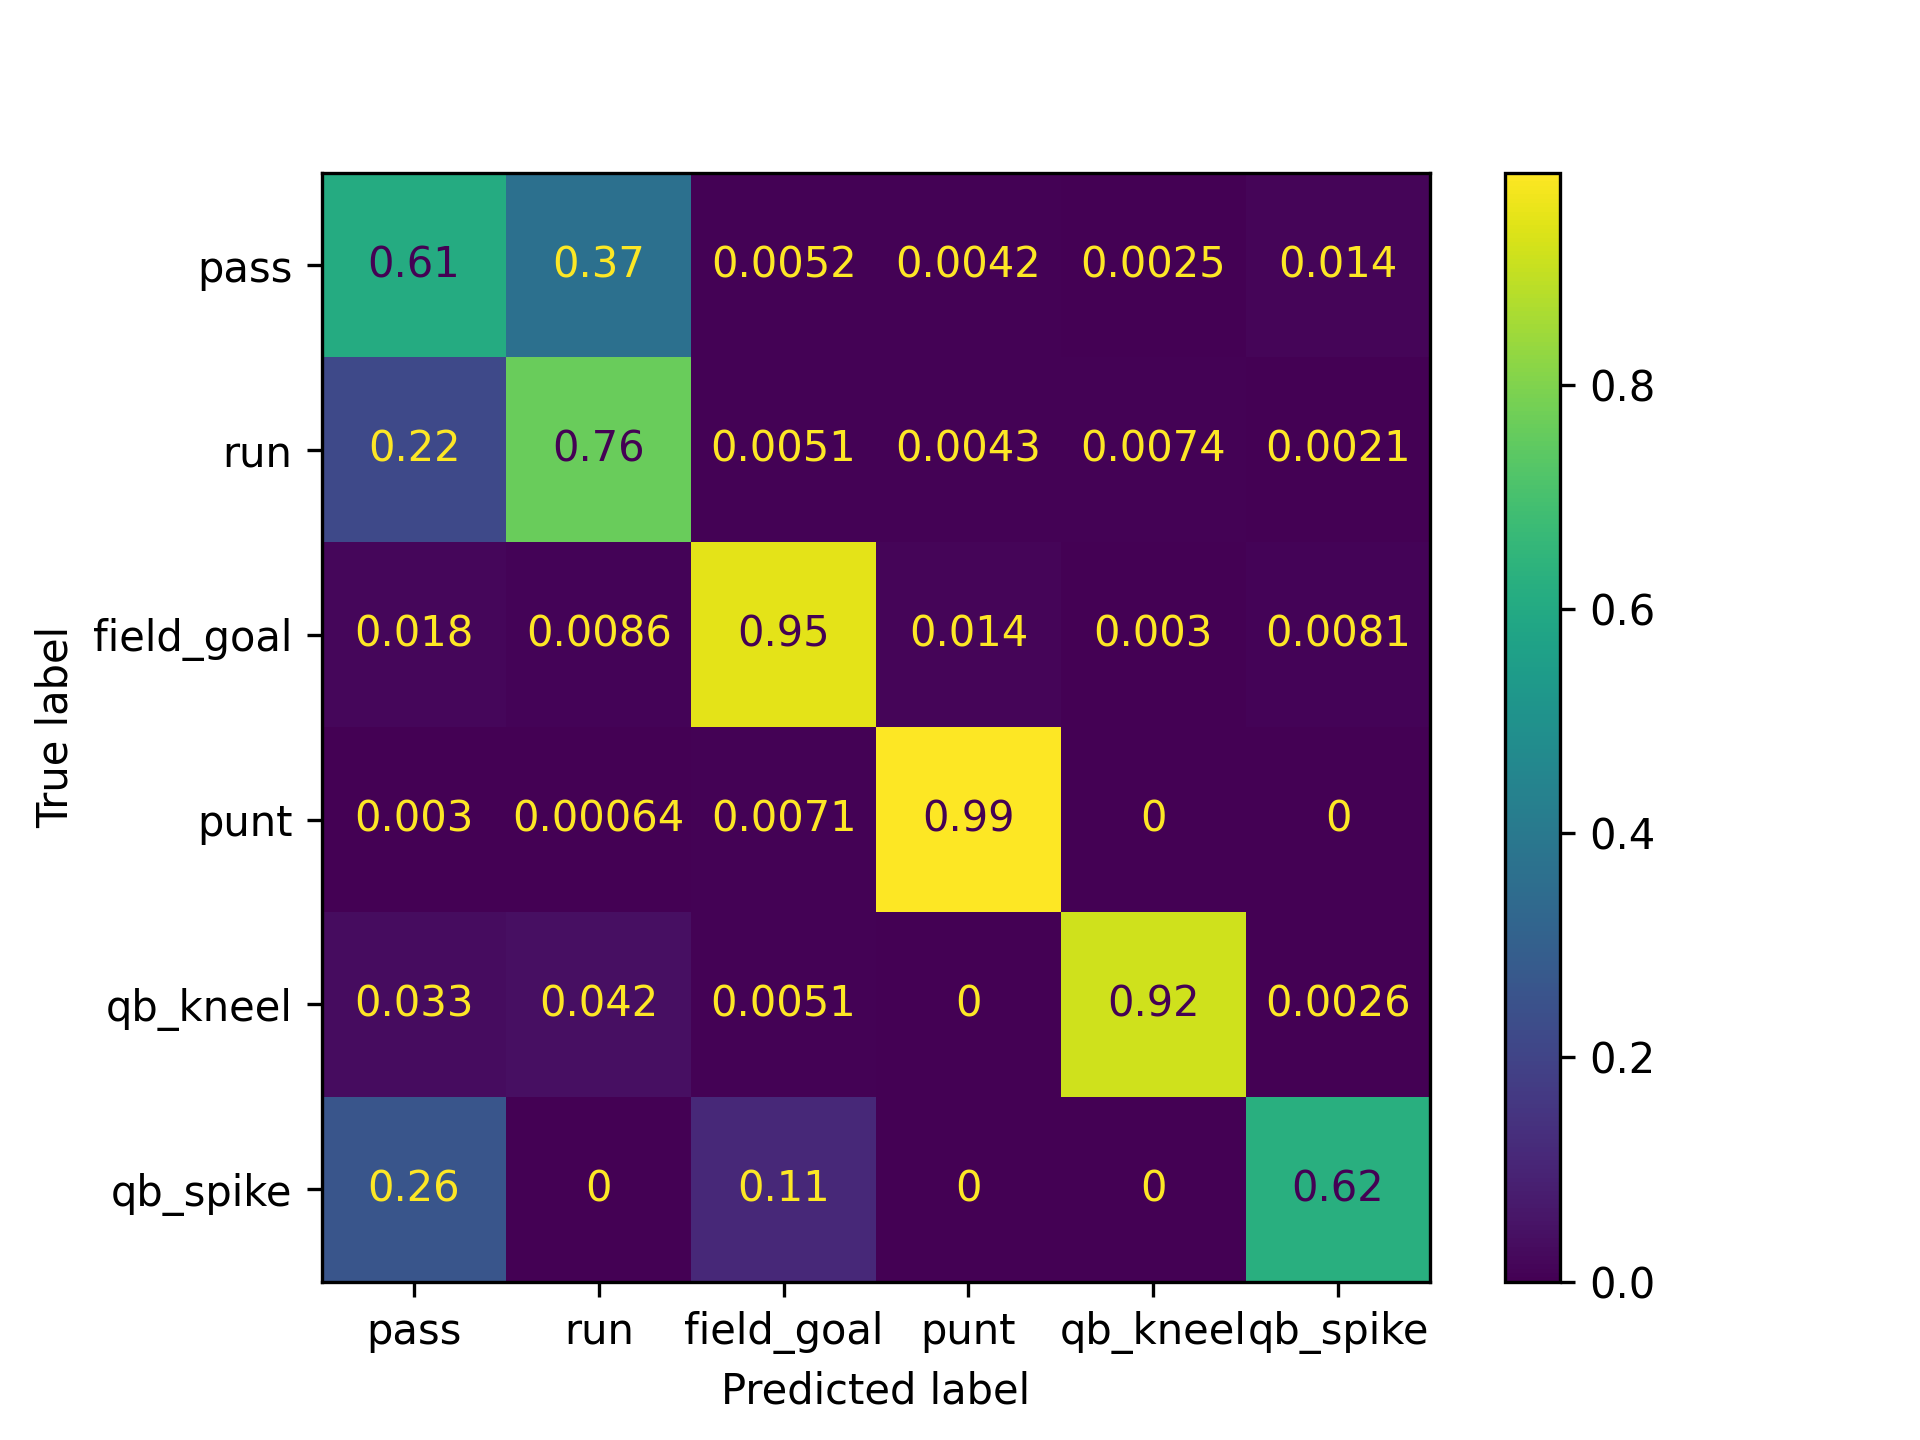 pass 0.61 0.37 0.0052 0.0042 0.0025 0.014
run 0.22 0.76 0.0051 0.0043 0.0074 0.0021
field_goal 0.018 0.0086 0.95 0.014 0.003 0.0081
punt 0.003 0.00064 0.0071 0.99 0 0
qb_kneel 0.033 0.042 0.0051 0 0.92 0.0026
qb_spike 0.26 0 0.11 0 0 0.62
pass run field_goal punt qb_kneel qb_spike
Predicted label
True label
0.8
0.6
0.4
0.2
0.0